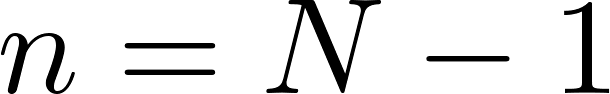 n = N − 1